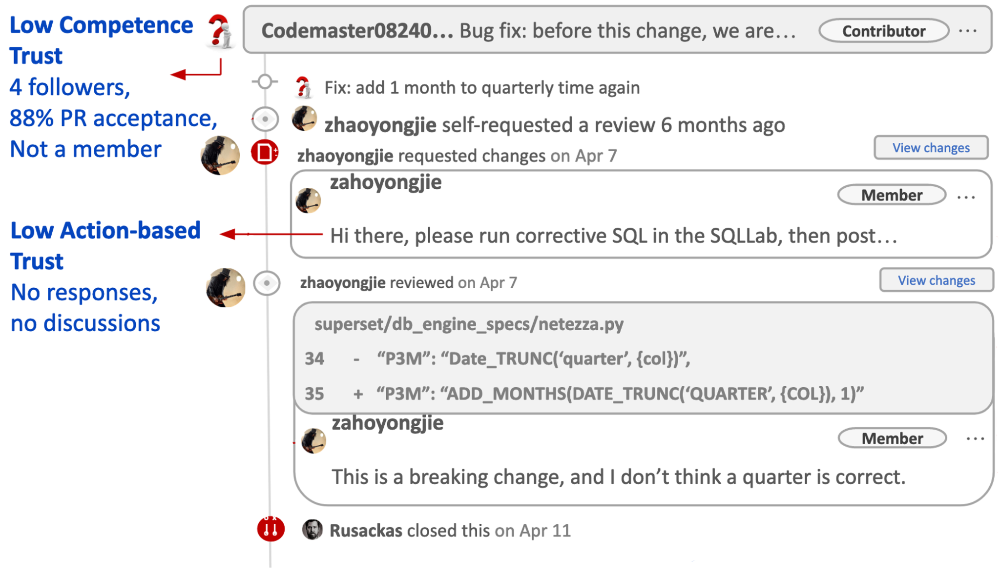 Low Competence
Trust
4 followers,
88% PR acceptance,
Not a member
Codemaster08240... Bug fix: before this change, we are...
Contributor
...
Fix: add 1 month to quarterly time again
zhaoyongjie self-requested a review 6 months ago
zhaoyongjie requested changes on Apr 7
View changes
zahoyongjie
Member
...
Hi there, please run corrective SQL in the SQLLab, then post...
Low Action-based
Trust
No responses,
no discussions
zhaoyongjie reviewed on Apr 7
View changes
superset/db_engine_specs/netezza.py
34 - “P3M”: “Date_TRUNC(‘quarter’, {col})”,
35 + “P3M”: “ADD_MONTHS(DATE_TRUNC(‘QUARTER’, {COL}), 1)”
zahoyongjie
Member
...
This is a breaking change, and I don’t think a quarter is correct.
Rusackas closed this on Apr 11